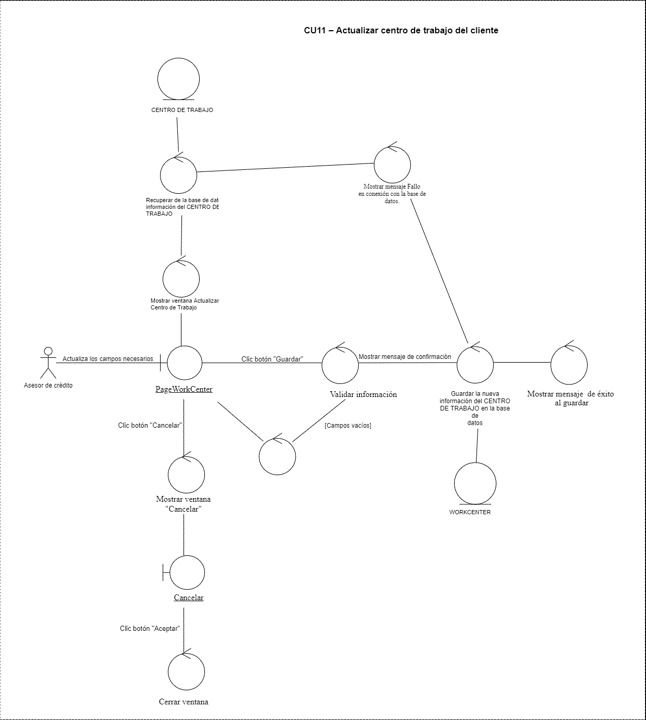 CU11 – Actualizar centro de trabajo del cliente
CENTRO DE TRABAJO
Recuperar de la base de dat
información del CENTRO DE
TRABAJO
Mostrar mensaje Fallo
en conexión con la base de
datos.
Mostrar ventana Actualizar
Centro de Trabajo
Actualiza los campos necesarios
Clic botón "Guardar"
Mostrar mensaje de confirmación
Asesor de crédito
PageWorkCenter
Validar información
Guardar la nueva
información del CENTRO
DE TRABAJO en la base
de
datos
Mostrar mensaje de éxito
al guardar
Clic botón "Cancelar"
[Campos vacíos]
Mostrar ventana
"Cancelar"
WORKCENTER
Cancelar
Clic botón "Aceptar"
Cerrar ventana